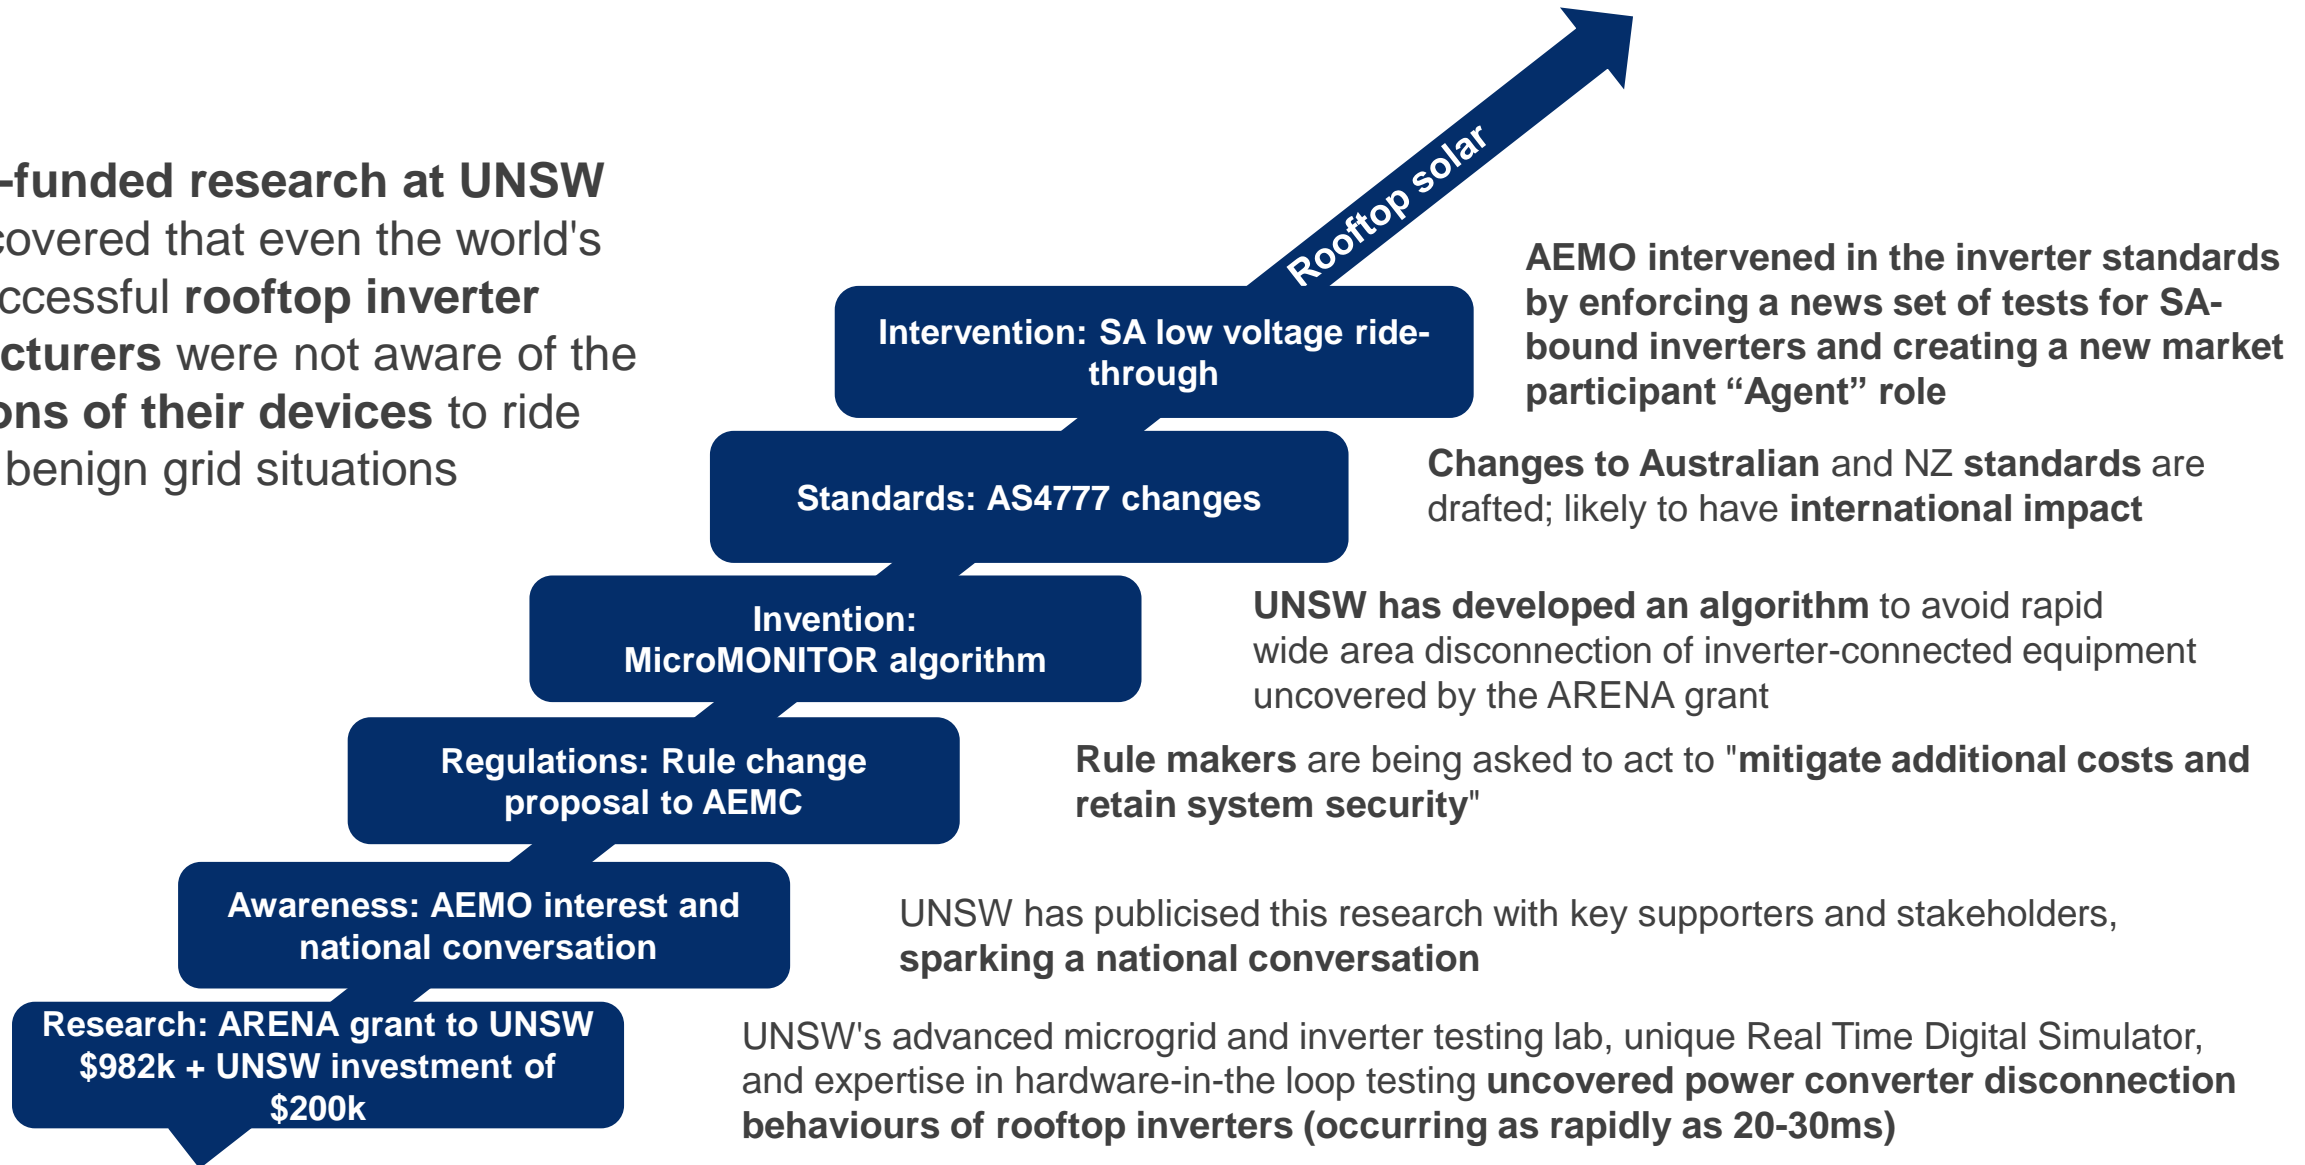 -funded research at UNSW
covered that even the world's
ccessful rooftop inverter
cturers were not aware of the
ons of their devices to ride
benign grid situations
Rooftop solar
Intervention: SA low voltage ride-
through
AEMO intervened in the inverter standards
by enforcing a news set of tests for SA-
bound inverters and creating a new market
participant “Agent” role
Standards: AS4777 changes
Changes to Australian and NZ standards are
drafted; likely to have international impact
Invention:
MicroMONITOR algorithm
UNSW has developed an algorithm to avoid rapid
wide area disconnection of inverter-connected equipment
uncovered by the ARENA grant
Regulations: Rule change
proposal to AEMC
Rule makers are being asked to act to "mitigate additional costs and
retain system security"
Awareness: AEMO interest and
national conversation
UNSW has publicised this research with key supporters and stakeholders,
sparking a national conversation
Research: ARENA grant to UNSW
$982k + UNSW investment of
$200k
UNSW's advanced microgrid and inverter testing lab, unique Real Time Digital Simulator,
and expertise in hardware-in-the loop testing uncovered power converter disconnection
behaviours of rooftop inverters (occurring as rapidly as 20-30ms)